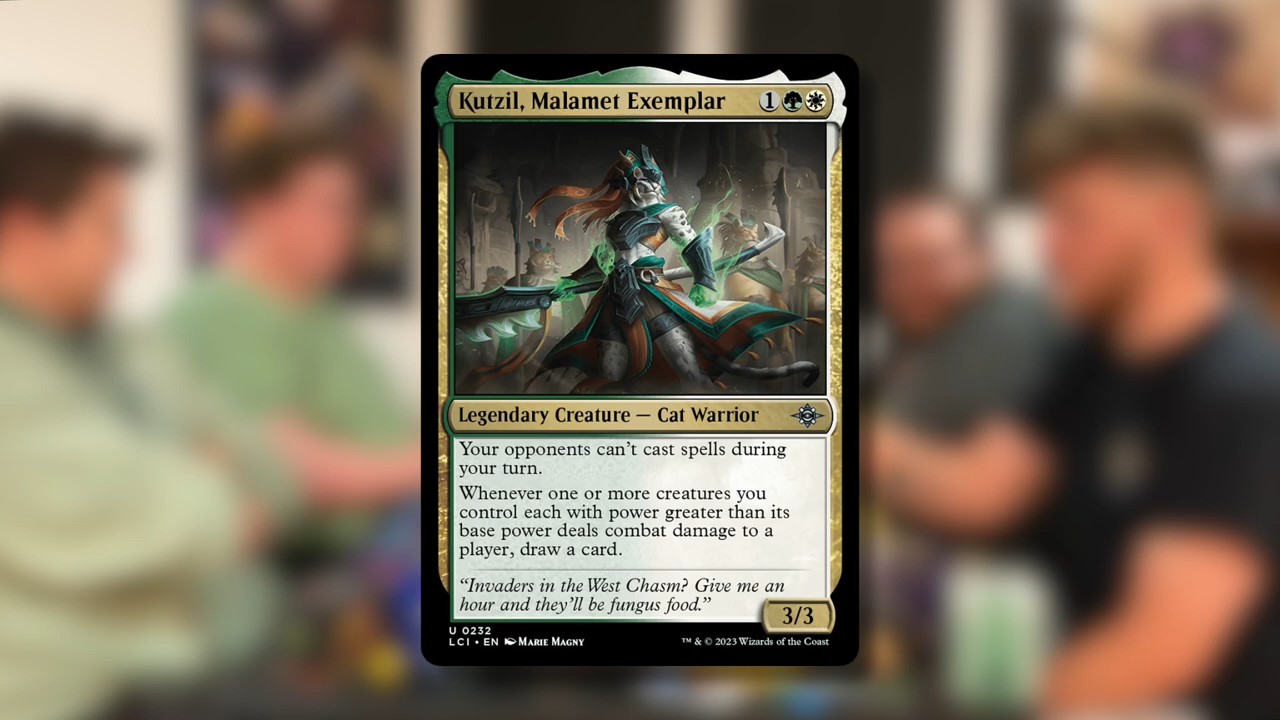 Kutzil, Malamet Exemplar 1
Legendary Creature — Cat Warrior
Your opponents can't cast spells during
your turn.
Whenever one or more creatures you
control each with power greater than its
base power deals combat damage to a
player, draw a card.
"Invaders in the West Chasm? Give me an
hour and they'll be fungus food."
3/3
U 0232
LCI • EN Marie Magny
™ & © 2023 Wizards of the Coast